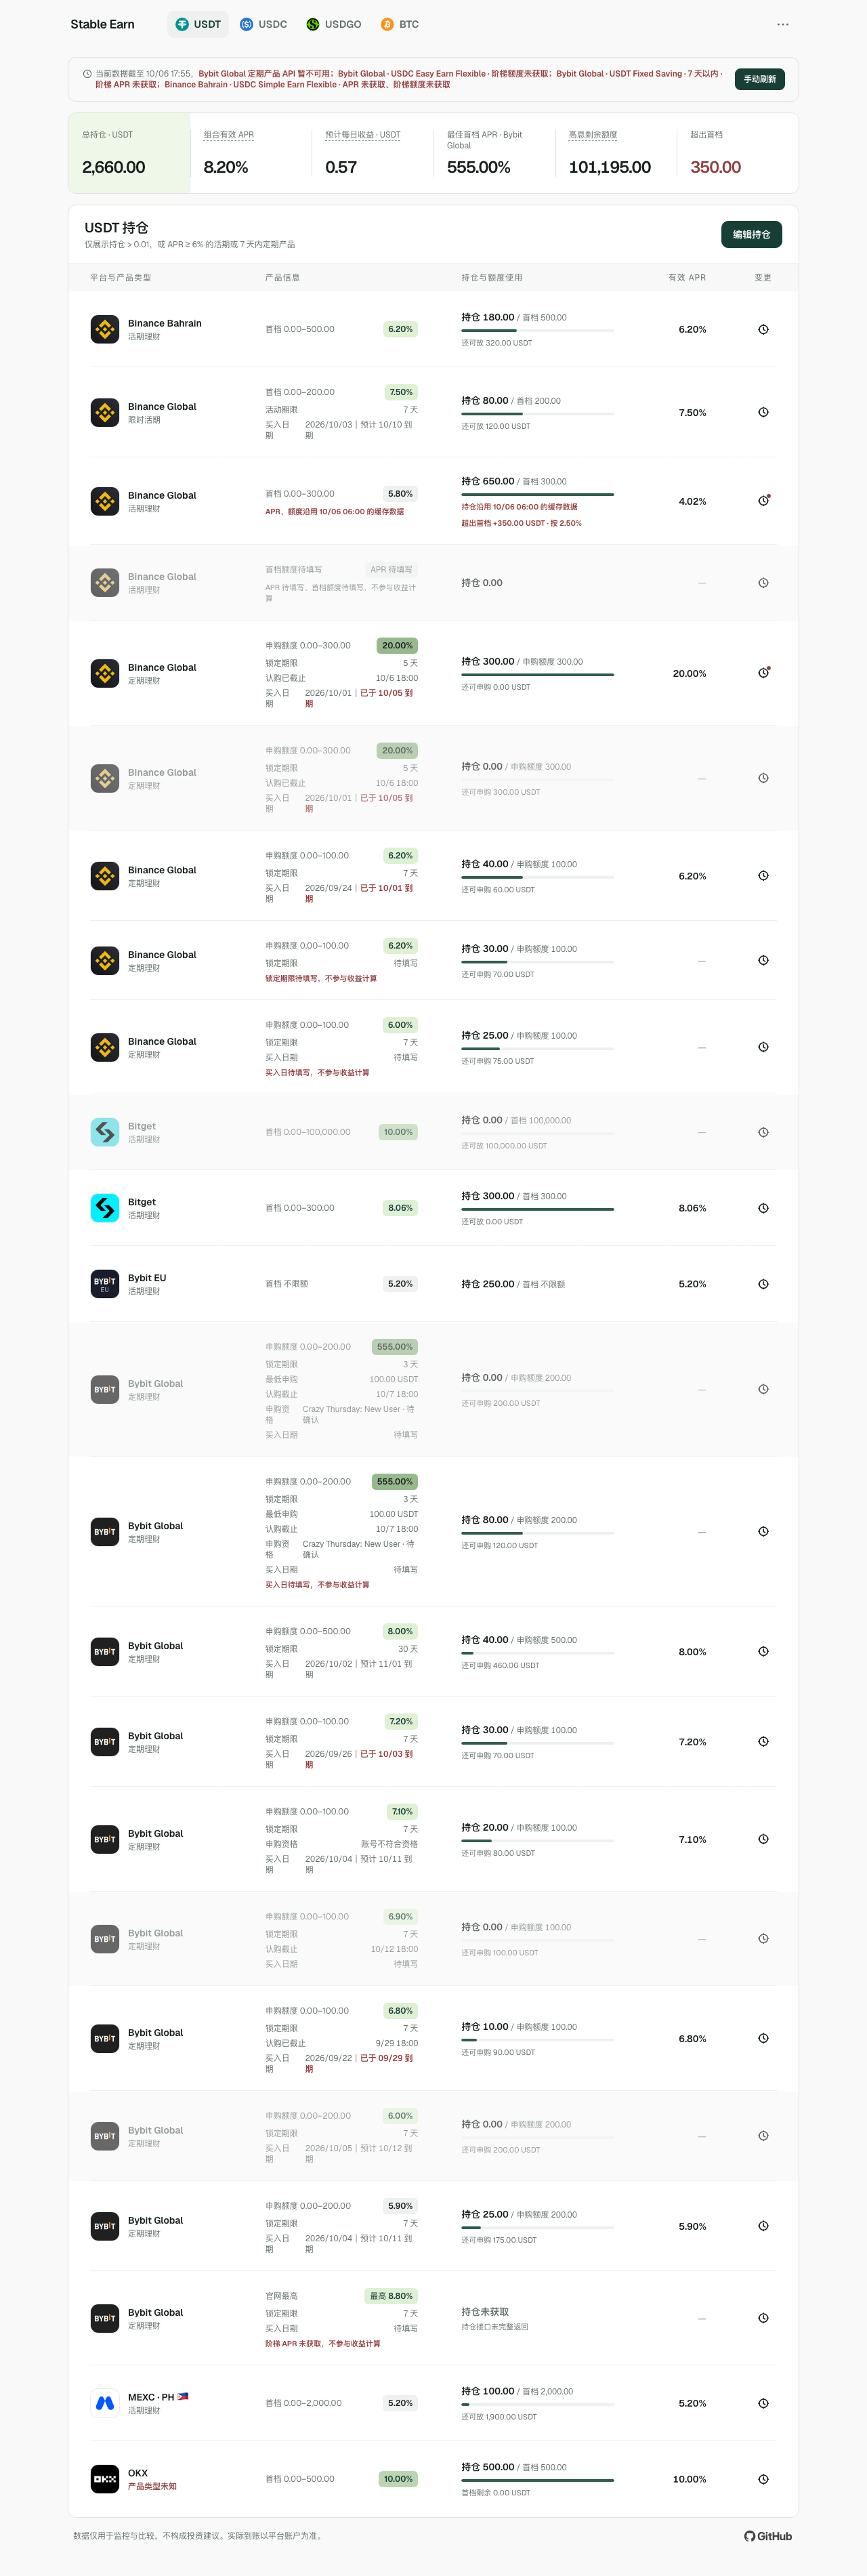 Stable Earn
USDT
USDC
USDGO
BTC
当前数据截至 10/06 17:55，Bybit Global 定期产品 API 暂不可用；Bybit Global · USDC Easy Earn Flexible · 阶梯额度未获取；Bybit Global · USDT Fixed Saving · 7 天以内 ·
阶梯 APR 未获取；Binance Bahrain · USDC Simple Earn Flexible · APR 未获取、阶梯额度未获取
手动刷新
总持仓 · USDT
2,660.00
组合有效 APR
8.20%
预计每日收益 · USDT
0.57
最佳首档 APR · Bybit
Global
555.00%
高息剩余额度
101,195.00
超出首档
350.00
USDT 持仓
仅展示持仓 > 0.01，或 APR ≥ 6% 的活期或 7 天内定期产品
编辑持仓
平台与产品类型
产品信息
持仓与额度使用
有效 APR
变更
Binance Bahrain
活期理财
首档 0.00–500.00
6.20%
持仓 180.00 / 首档 500.00
还可放 320.00 USDT
6.20%
Binance Global
限时活期
首档 0.00–200.00
7.50%
活动期限
7 天
买入日期
2026/10/03 | 预计 10/10 到期
持仓 80.00 / 首档 200.00
还可放 120.00 USDT
7.50%
Binance Global
活期理财
首档 0.00–300.00
5.80%
APR、额度沿用 10/06 06:00 的缓存数据
持仓 650.00 / 首档 300.00
持仓沿用 10/06 06:00 的缓存数据
超出首档 +350.00 USDT · 按 2.50%
4.02%
Binance Global
活期理财
首档额度待填写
APR 待填写
APR 待填写、首档额度待填写，不参与收益计
算
持仓 0.00
—
Binance Global
定期理财
申购额度 0.00–300.00
20.00%
锁定期限
5 天
认购已截止
10/6 18:00
买入日期
2026/10/01 | 已于 10/05 到期
持仓 300.00 / 申购额度 300.00
还可申购 0.00 USDT
20.00%
Binance Global
定期理财
申购额度 0.00–300.00
20.00%
锁定期限
5 天
认购已截止
10/6 18:00
买入日期
2026/10/01 | 已于 10/05 到期
持仓 0.00 / 申购额度 300.00
还可申购 300.00 USDT
—
Binance Global
定期理财
申购额度 0.00–100.00
6.20%
锁定期限
7 天
买入日期
2026/09/24 | 已于 10/01 到期
持仓 40.00 / 申购额度 100.00
还可申购 60.00 USDT
6.20%
Binance Global
定期理财
申购额度 0.00–100.00
6.20%
锁定期限
待填写
锁定期限待填写，不参与收益计算
持仓 30.00 / 申购额度 100.00
还可申购 70.00 USDT
—
Binance Global
定期理财
申购额度 0.00–100.00
6.00%
锁定期限
7 天
买入日期
待填写
买入日待填写，不参与收益计算
持仓 25.00 / 申购额度 100.00
还可申购 75.00 USDT
—
Bitget
活期理财
首档 0.00–100,000.00
10.00%
持仓 0.00 / 首档 100,000.00
还可放 100,000.00 USDT
—
Bitget
活期理财
首档 0.00–300.00
8.06%
持仓 300.00 / 首档 300.00
还可放 0.00 USDT
8.06%
BYBIT
EU
Bybit EU
活期理财
首档 不限额
5.20%
持仓 250.00 / 首档 不限额
5.20%
BYBIT
Bybit Global
定期理财
申购额度 0.00–200.00
555.00%
锁定期限
3 天
最低申购
100.00 USDT
认购截止
10/7 18:00
申购资格
Crazy Thursday: New User · 待确认
买入日期
待填写
持仓 0.00 / 申购额度 200.00
还可申购 200.00 USDT
—
BYBIT
Bybit Global
定期理财
申购额度 0.00–200.00
555.00%
锁定期限
3 天
最低申购
100.00 USDT
认购截止
10/7 18:00
申购资格
Crazy Thursday: New User · 待确认
买入日期
待填写
买入日待填写，不参与收益计算
持仓 80.00 / 申购额度 200.00
还可申购 120.00 USDT
—
BYBIT
Bybit Global
定期理财
申购额度 0.00–500.00
8.00%
锁定期限
30 天
买入日期
2026/10/02 | 预计 11/01 到期
持仓 40.00 / 申购额度 500.00
还可申购 460.00 USDT
8.00%
BYBIT
Bybit Global
定期理财
申购额度 0.00–100.00
7.20%
锁定期限
7 天
买入日期
2026/09/26 | 已于 10/03 到期
持仓 30.00 / 申购额度 100.00
还可申购 70.00 USDT
7.20%
BYBIT
Bybit Global
定期理财
申购额度 0.00–100.00
7.10%
锁定期限
7 天
申购资格
账号不符合资格
买入日期
2026/10/04 | 预计 10/11 到期
持仓 20.00 / 申购额度 100.00
还可申购 80.00 USDT
7.10%
BYBIT
Bybit Global
定期理财
申购额度 0.00–100.00
6.90%
锁定期限
7 天
认购截止
10/12 18:00
买入日期
待填写
持仓 0.00 / 申购额度 100.00
还可申购 100.00 USDT
—
BYBIT
Bybit Global
定期理财
申购额度 0.00–100.00
6.80%
锁定期限
7 天
认购已截止
9/29 18:00
买入日期
2026/09/22 | 已于 09/29 到期
持仓 10.00 / 申购额度 100.00
还可申购 90.00 USDT
6.80%
BYBIT
Bybit Global
定期理财
申购额度 0.00–200.00
6.00%
锁定期限
7 天
买入日期
2026/10/05 | 预计 10/12 到期
持仓 0.00 / 申购额度 200.00
还可申购 200.00 USDT
—
BYBIT
Bybit Global
定期理财
申购额度 0.00–200.00
5.90%
锁定期限
7 天
买入日期
2026/10/04 | 预计 10/11 到期
持仓 25.00 / 申购额度 200.00
还可申购 175.00 USDT
5.90%
BYBIT
Bybit Global
定期理财
官网最高
最高 8.80%
锁定期限
7 天
买入日期
待填写
阶梯 APR 未获取，不参与收益计算
持仓未获取
持仓接口未完整返回
—
MEXC · PH
活期理财
首档 0.00–2,000.00
5.20%
持仓 100.00 / 首档 2,000.00
还可放 1,900.00 USDT
5.20%
OKX
OKX
产品类型未知
首档 0.00–500.00
10.00%
持仓 500.00 / 首档 500.00
首档剩余 0.00 USDT
10.00%
数据仅用于监控与比较，不构成投资建议。实际到账以平台账户为准。
GitHub